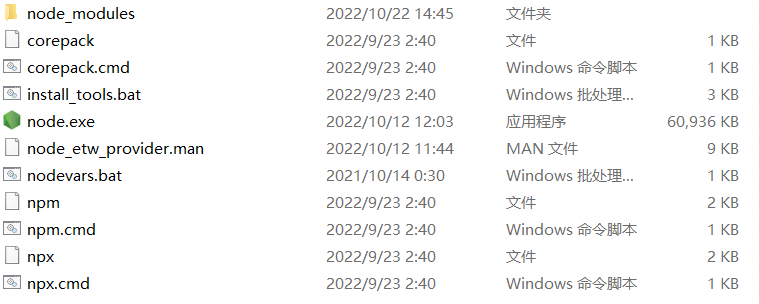 node_modules 2022/10/22 14:45 文件夹
corepack 2022/9/23 2:40 文件 1 KB
corepack.cmd 2022/9/23 2:40 Windows 命令脚本 1 KB
install_tools.bat 2022/9/23 2:40 Windows 批处理... 3 KB
node.exe 2022/10/12 12:03 应用程序 60,936 KB
node_etw_provider.man 2022/10/12 11:44 MAN 文件 9 KB
nodevars.bat 2021/10/14 0:30 Windows 批处理... 1 KB
npm 2022/9/23 2:40 文件 2 KB
npm.cmd 2022/9/23 2:40 Windows 命令脚本 1 KB
npx 2022/9/23 2:40 文件 2 KB
npx.cmd 2022/9/23 2:40 Windows 命令脚本 1 KB